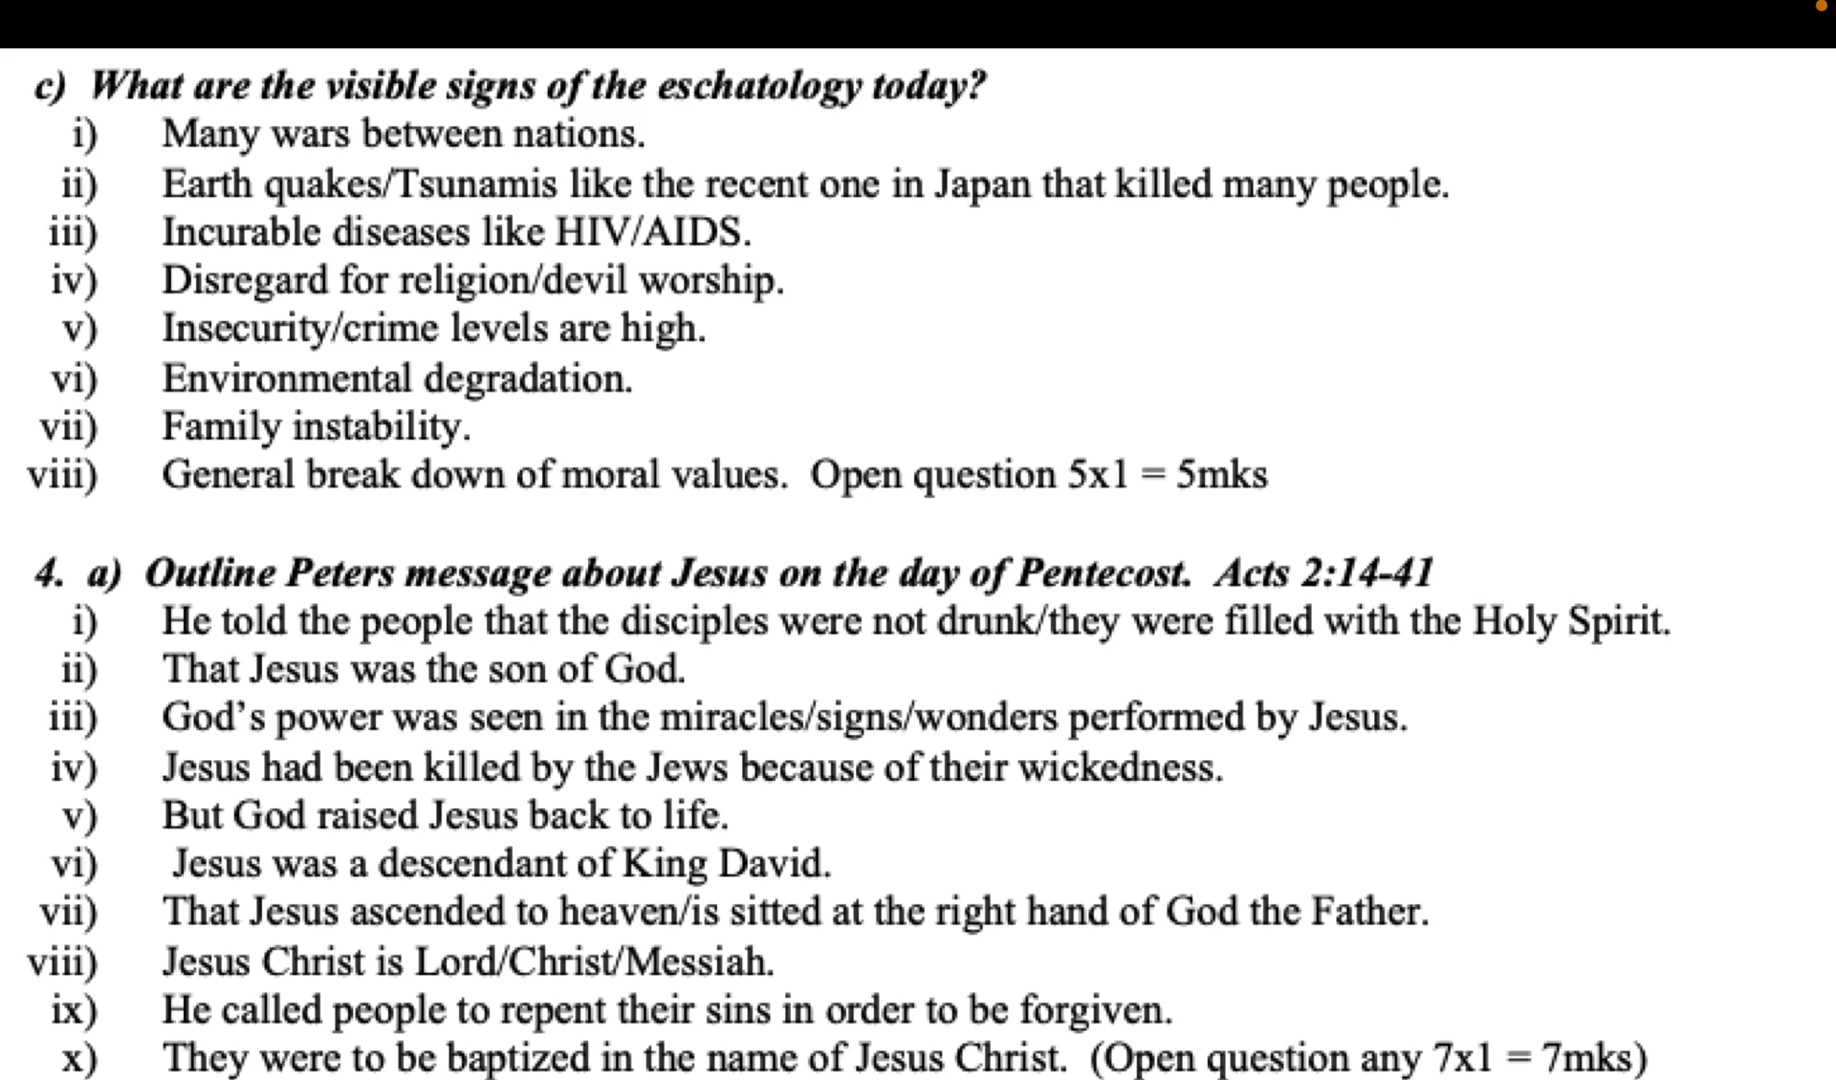 c) What are the visible signs of the eschatology today?
i) Many wars between nations.
ii) Earth quakes/Tsunamis like the recent one in Japan that killed many people.
iii) Incurable diseases like HIV/AIDS.
iv) Disregard for religion/devil worship.
v) Insecurity/crime levels are high.
vi) Environmental degradation.
vii) Family instability.
viii) General break down of moral values. Open question 5x1 = 5mks
4. a) Outline Peters message about Jesus on the day of Pentecost. Acts 2:14-41
i) He told the people that the disciples were not drunk/they were filled with the Holy Spirit.
ii) That Jesus was the son of God.
iii) God’s power was seen in the miracles/signs/wonders performed by Jesus.
iv) Jesus had been killed by the Jews because of their wickedness.
v) But God raised Jesus back to life.
vi) Jesus was a descendant of King David.
vii) That Jesus ascended to heaven/is sitted at the right hand of God the Father.
viii) Jesus Christ is Lord/Christ/Messiah.
ix) He called people to repent their sins in order to be forgiven.
x) They were to be baptized in the name of Jesus Christ. (Open question any 7x1 = 7mks)